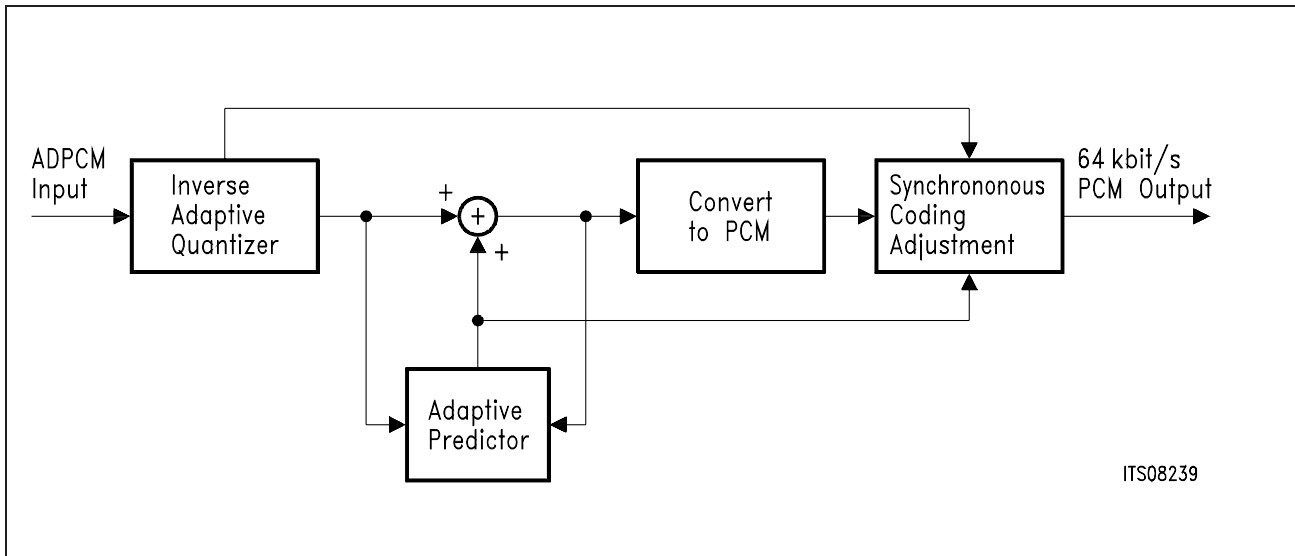 ADPCM
Input
Inverse
Adaptive
Quantizer
+
+
+
Convert
to PCM
Synchrononous
Coding
Adjustment
64 kbit/s
PCM Output
Adaptive
Predictor
ITS08239